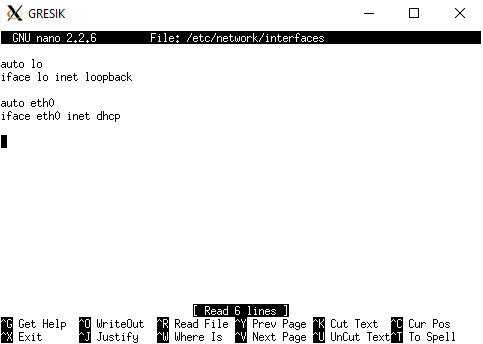 GRESIK
GNU nano 2.2.6 File: /etc/network/interfaces
auto lo
iface lo inet loopback
auto eth0
iface eth0 inet dhcp
[ Read 6 lines ]
^G Get Help ^O WriteOut ^R Read File ^Y Prev Page ^K Cut Text ^C Cur Pos
^X Exit ^J Justify ^W Where Is ^V Next Page ^U UnCut Text ^T To Spell